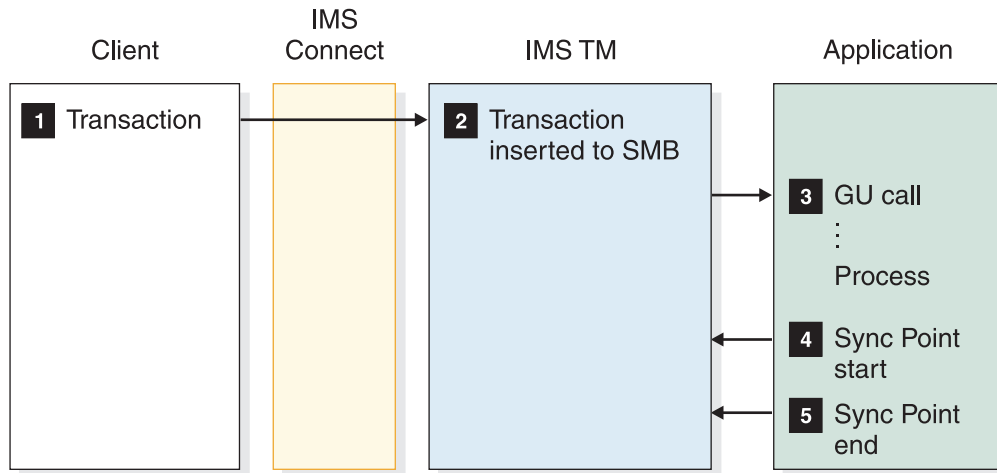 Client
IMS
Connect
IMS TM
Application
1 Transaction
2 Transaction
inserted to SMB
3 GU call
Process
4 Sync Point
start
5 Sync Point
end